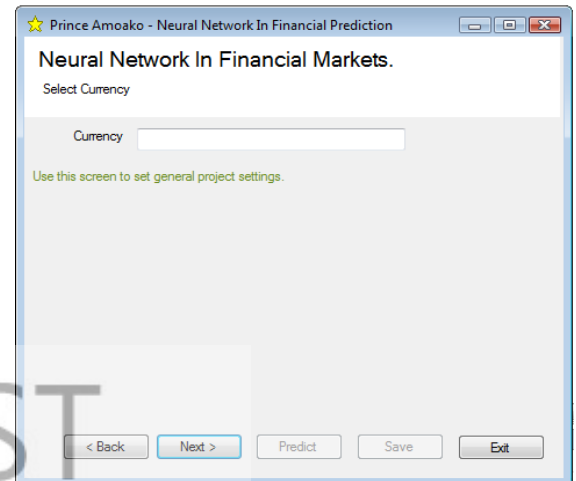 Prince Amoako - Neural Network In Financial Prediction
Neural Network In Financial Markets.
Select Currency
Currency
Use this screen to set general project settings.
ST
< Back Next > Predict Save Exit